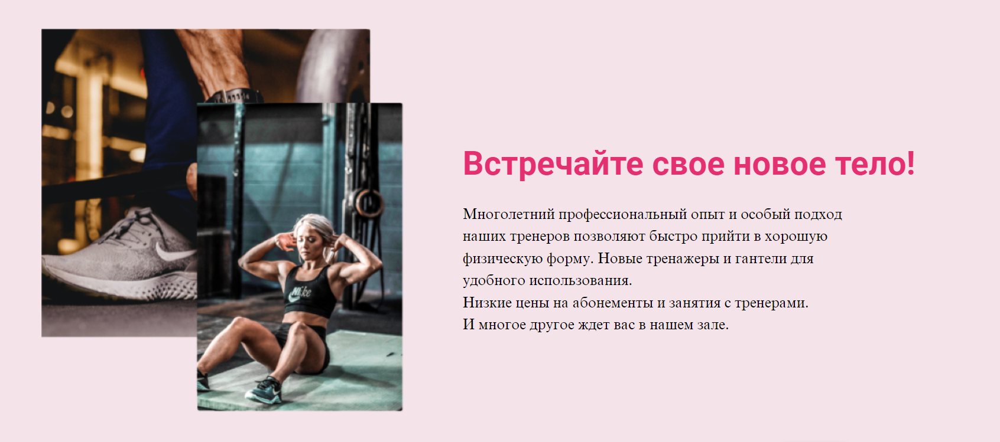 Встречайте свое новое тело!
Многолетний профессиональный опыт и особый подход
наших тренеров позволяют быстро прийти в хорошую
физическую форму. Новые тренажеры и гантели для
удобного использования.
Низкие цены на абонементы и занятия с тренерами.
И многое другое ждет вас в нашем зале.
Nike